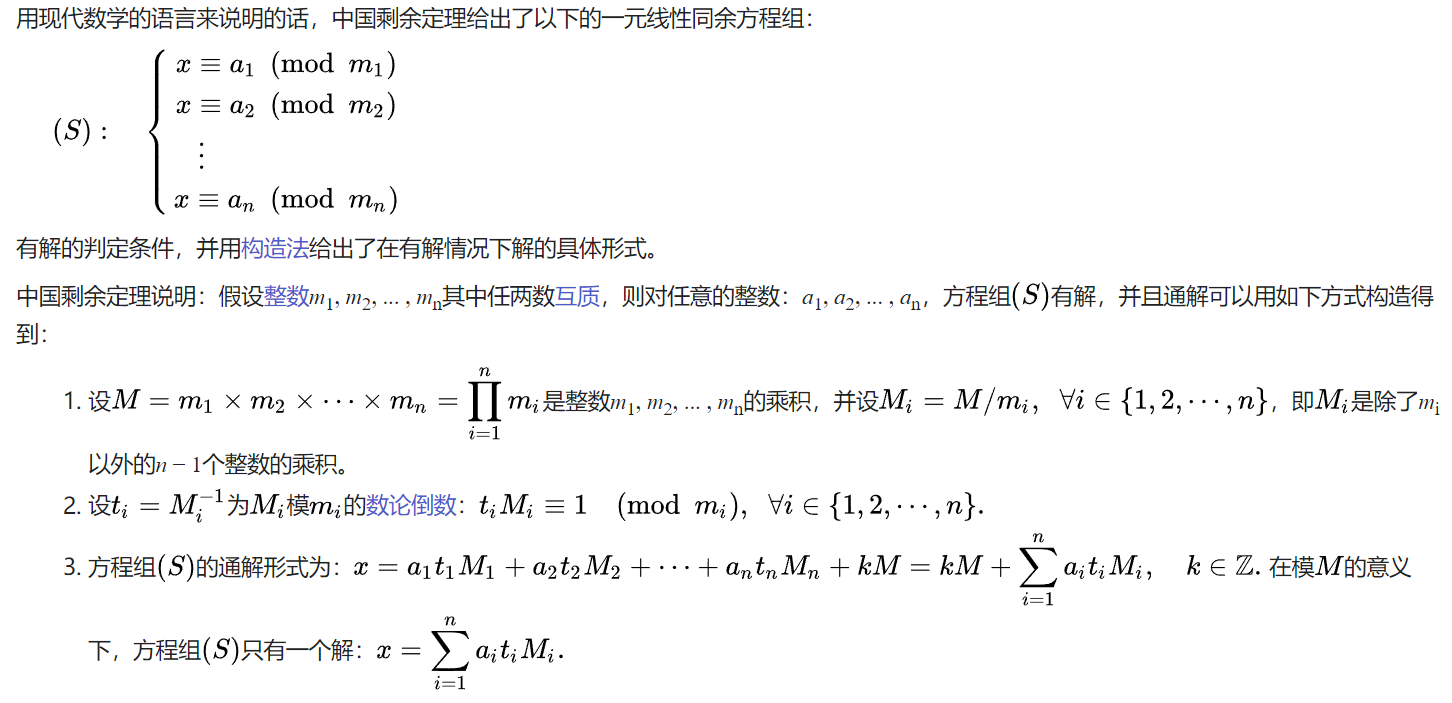 用现代数学的语言来说明的话，中国剩余定理给出了以下的一元线性同余方程组：
(S) : { x ≡ a₁ (mod m₁)
x ≡ a₂ (mod m₂)
⋮
x ≡ aₙ (mod mₙ)
有解的判定条件，并用构造法给出了在有解情况下解的具体形式。
中国剩余定理说明：假设整数m₁, m₂, ... , mₙ其中任两数互质，则对任意的整数：a₁, a₂, ... , aₙ，方程组(S)有解，并且通解可以用如下方式构造得
到：
1. 设M = m₁ × m₂ × ⋯ × mₙ = ∏ᵢ₌₁ⁿ mᵢ是整数m₁, m₂, ... , mₙ的乘积，并设Mᵢ = M/mᵢ, ∀i ∈ {1, 2, ⋯ , n}，即Mᵢ是除了mᵢ
以外的n − 1个整数的乘积。
2. 设tᵢ = Mᵢ⁻¹为Mᵢ模mᵢ的数论倒数：tᵢMᵢ ≡ 1 (mod mᵢ), ∀i ∈ {1, 2, ⋯ , n}.
3. 方程组(S)的通解形式为：x = a₁t₁M₁ + a₂t₂M₂ + ⋯ + aₙtₙMₙ + kM = kM + ∑ᵢ₌₁ⁿ aᵢtᵢMᵢ, k ∈ ℤ. 在模M的意义
下，方程组(S)只有一个解：x = ∑ᵢ₌₁ⁿ aᵢtᵢMᵢ.